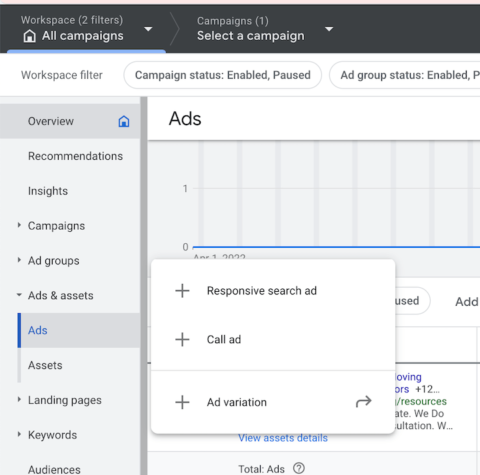 Workspace (2 filters)
All campaigns
Campaigns (1)
Select a campaign
Workspace filter
Campaign status: Enabled, Paused
Ad group status: Enabled, P
Overview
Recommendations
Insights
Campaigns
Ad groups
Ads & assets
Ads
Assets
Landing pages
Keywords
Audiences
Ads
1
0
Apr 1, 2022
Responsive search ad
Call ad
Ad variation
used
Add
oving
ors +12...
g/resources
ate. We Do
ultation. W...
View assets details
Total: Ads